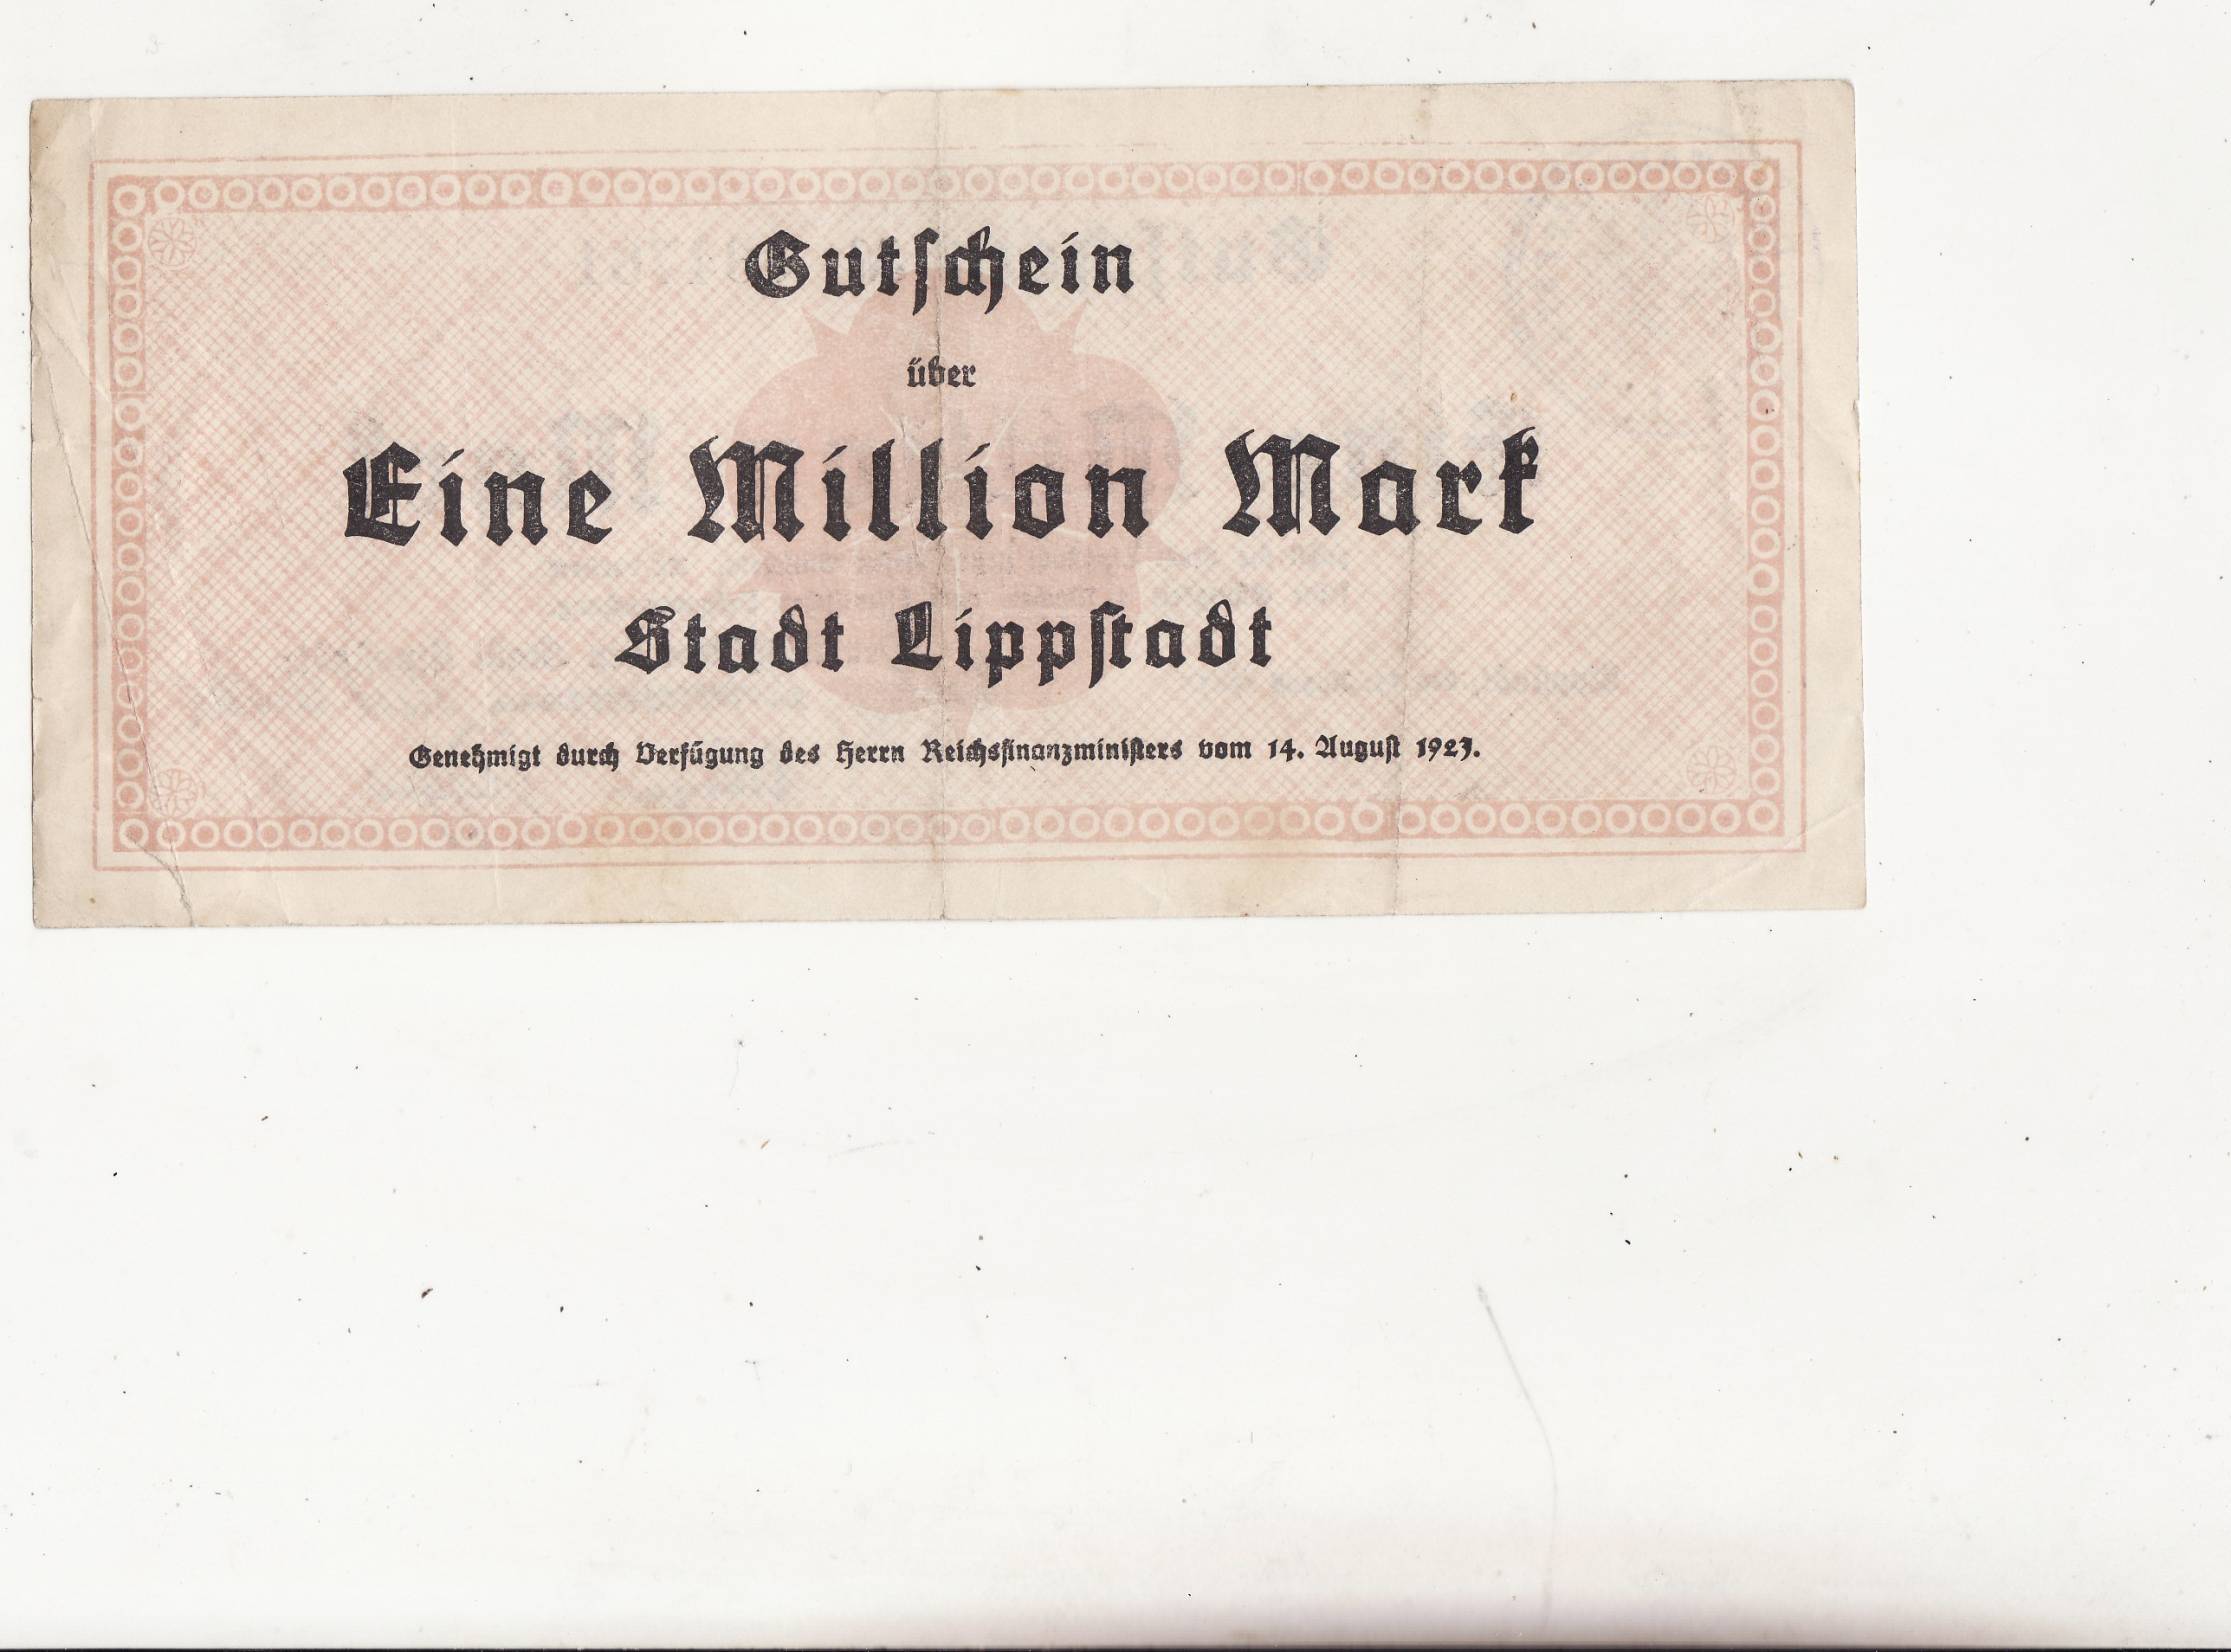 Gutschein
über
Eine Million Mark
Stadt Lippstadt
Genehmigt durch Verfügung des Herrn Reichsfinanzministers vom 14. August 1923.